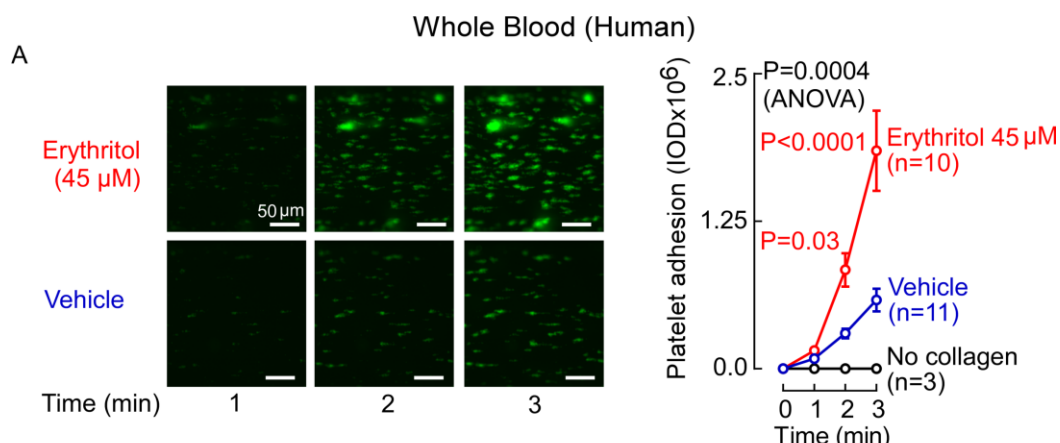 Whole Blood (Human)
A
Erythritol
(45 µM)
50 µm
Vehicle
Time (min)
1
2
3
Platelet adhesion (IODx10⁶)
2.5
1.25
0.0
P=0.0004
(ANOVA)
P<0.0001
P=0.03
Erythritol 45 µM
(n=10)
Vehicle
(n=11)
No collagen
(n=3)
0 1 2 3
Time (min)